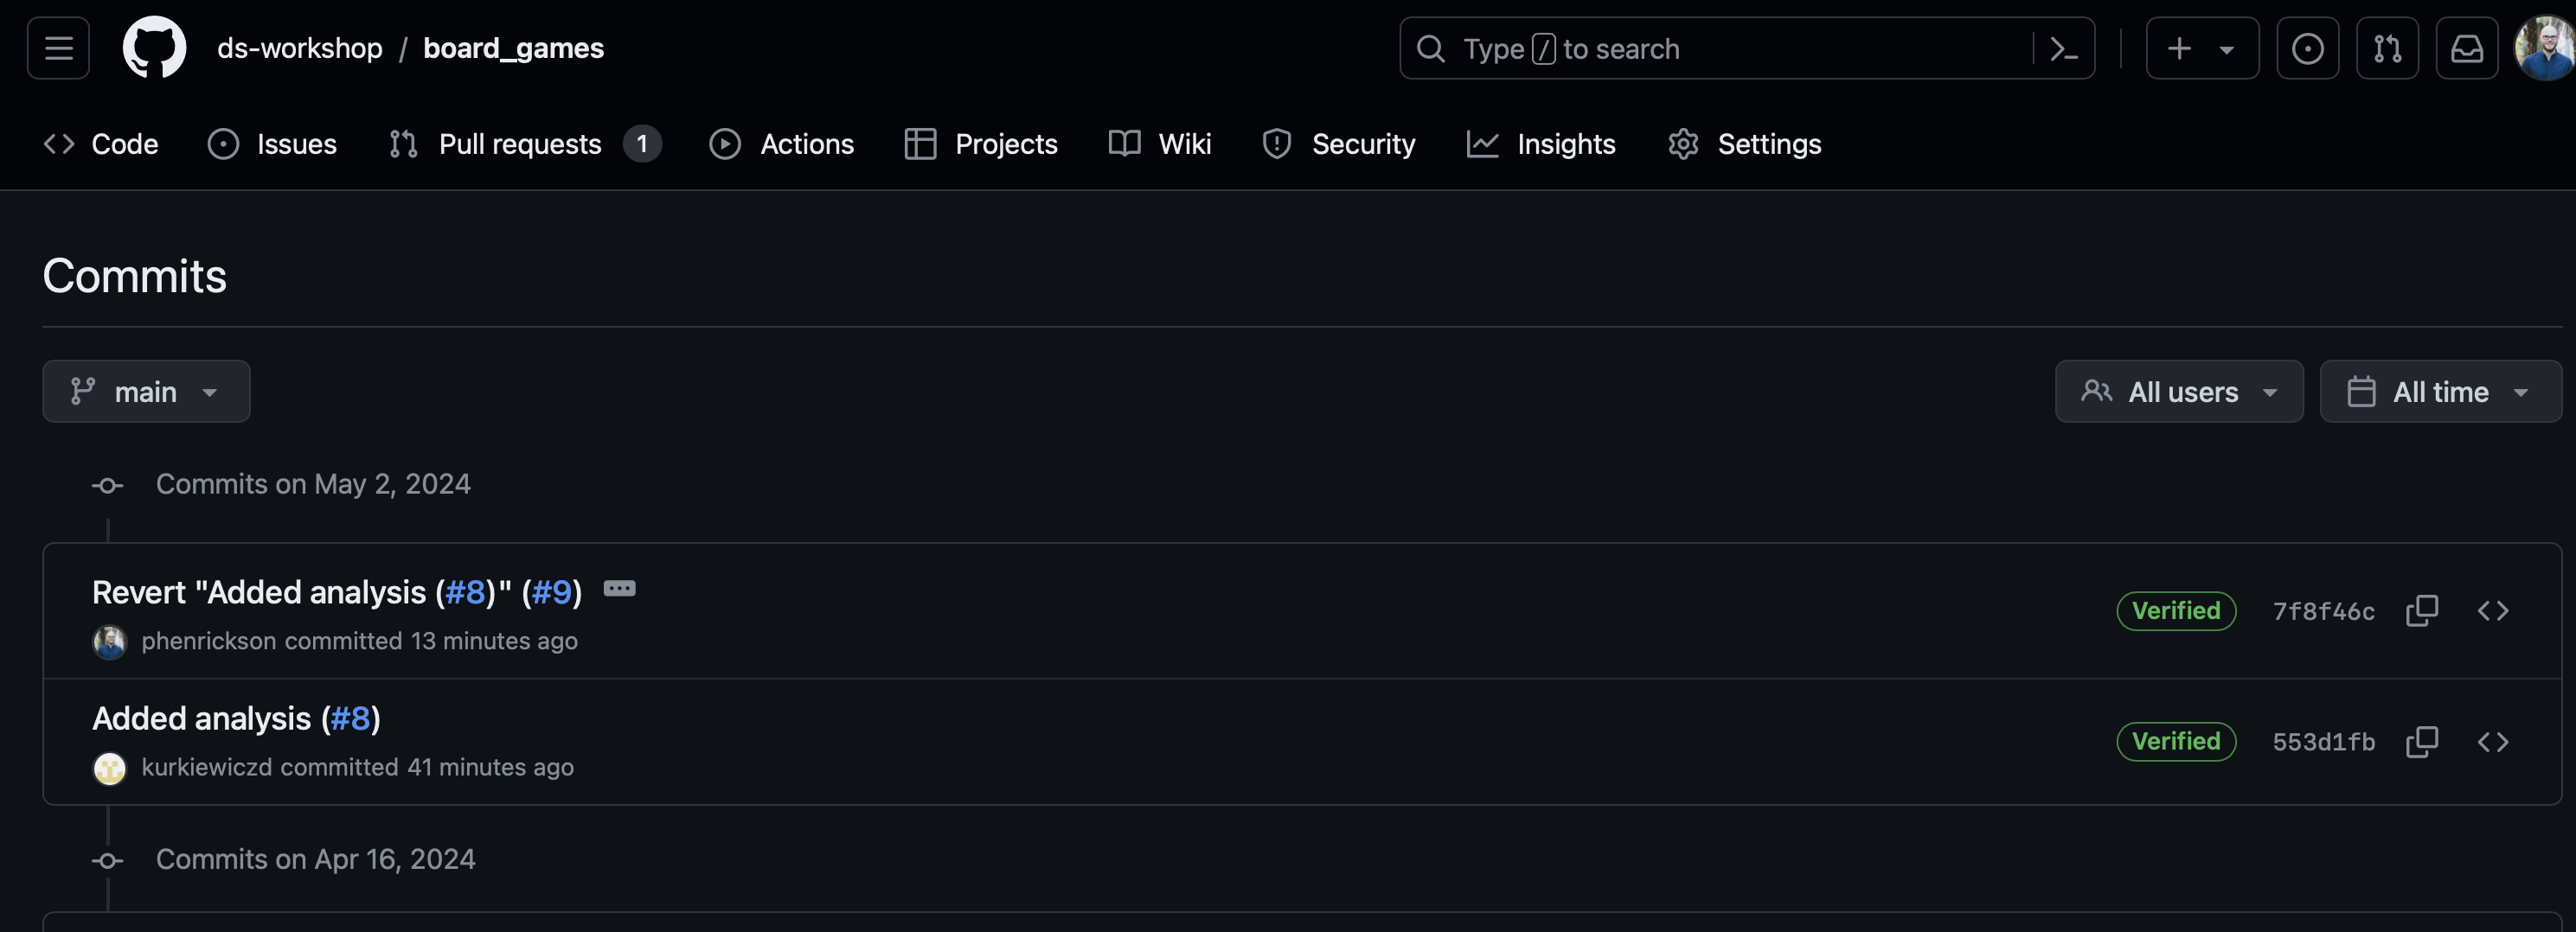 ds-workshop / board_games
Type / to search
Code Issues Pull requests 1 Actions Projects Wiki Security Insights Settings
Commits
main All users All time
Commits on May 2, 2024
Revert "Added analysis (#8)" (#9)
phenrickson committed 13 minutes ago
Verified 7f8f46c
Added analysis (#8)
kurkiewiczd committed 41 minutes ago
Verified 553d1fb
Commits on Apr 16, 2024